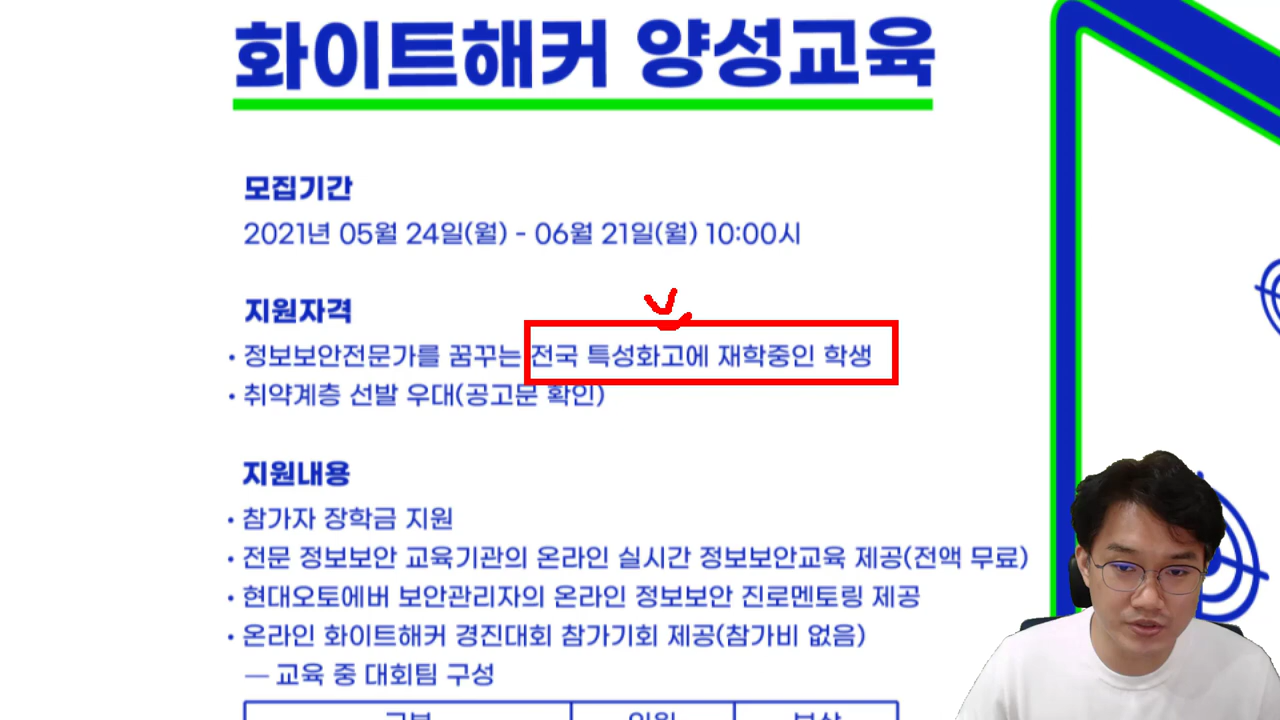 화이트해커 양성교육
모집기간
2021년 05월 24일(월) - 06월 21일(월) 10:00시
지원자격
• 정보보안전문가를 꿈꾸는 전국 특성화고에 재학중인 학생
• 취약계층 선발 우대(공고문 확인)
지원내용
• 참가자 장학금 지원
• 전문 정보보안 교육기관의 온라인 실시간 정보보안교육 제공(전액 무료)
• 현대오토에버 보안관리자의 온라인 정보보안 진로멘토링 제공
• 온라인 화이트해커 경진대회 참가기회 제공(참가비 없음)
— 교육 중 대회팀 구성